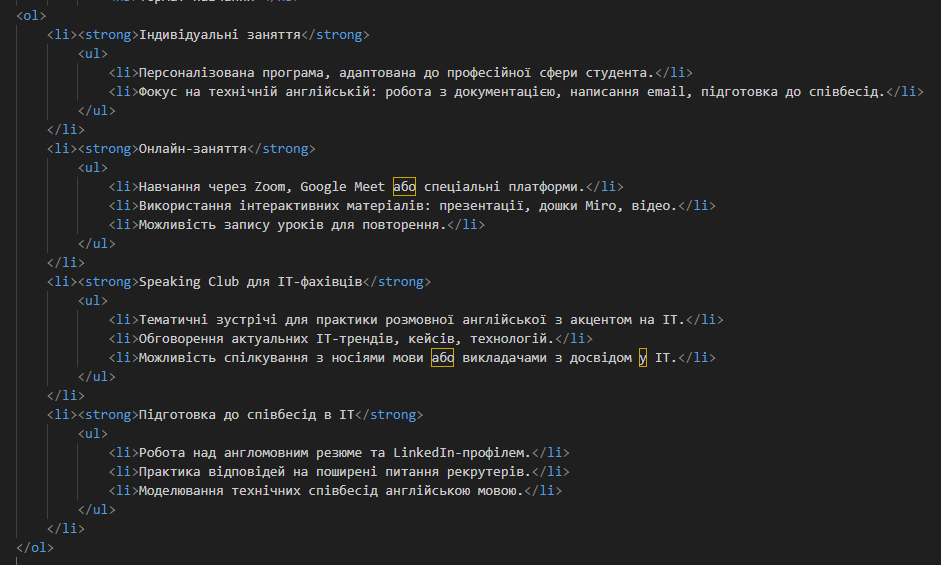 <ol>
<li><strong>Індивідуальні заняття</strong>
<ul>
<li>Персоналізована програма, адаптована до професійної сфери студента.</li>
<li>Фокус на технічній англійській: робота з документацією, написання email, підготовка до співбесід.</li>
</ul>
</li>
<li><strong>Онлайн-заняття</strong>
<ul>
<li>Навчання через Zoom, Google Meet або спеціальні платформи.</li>
<li>Використання інтерактивних матеріалів: презентації, дошки Miro, відео.</li>
<li>Можливість запису уроків для повторення.</li>
</ul>
</li>
<li><strong>Speaking Club для ІТ-фахівців</strong>
<ul>
<li>Тематичні зустрічі для практики розмовної англійської з акцентом на ІТ.</li>
<li>Обговорення актуальних ІТ-трендів, кейсів, технологій.</li>
<li>Можливість спілкування з носіями мови або викладачами з досвідом у ІТ.</li>
</ul>
</li>
<li><strong>Підготовка до співбесід в ІТ</strong>
<ul>
<li>Робота над англомовним резюме та LinkedIn-профілем.</li>
<li>Практика відповідей на поширені питання рекрутерів.</li>
<li>Моделювання технічних співбесід англійською мовою.</li>
</ul>
</li>
</ol>